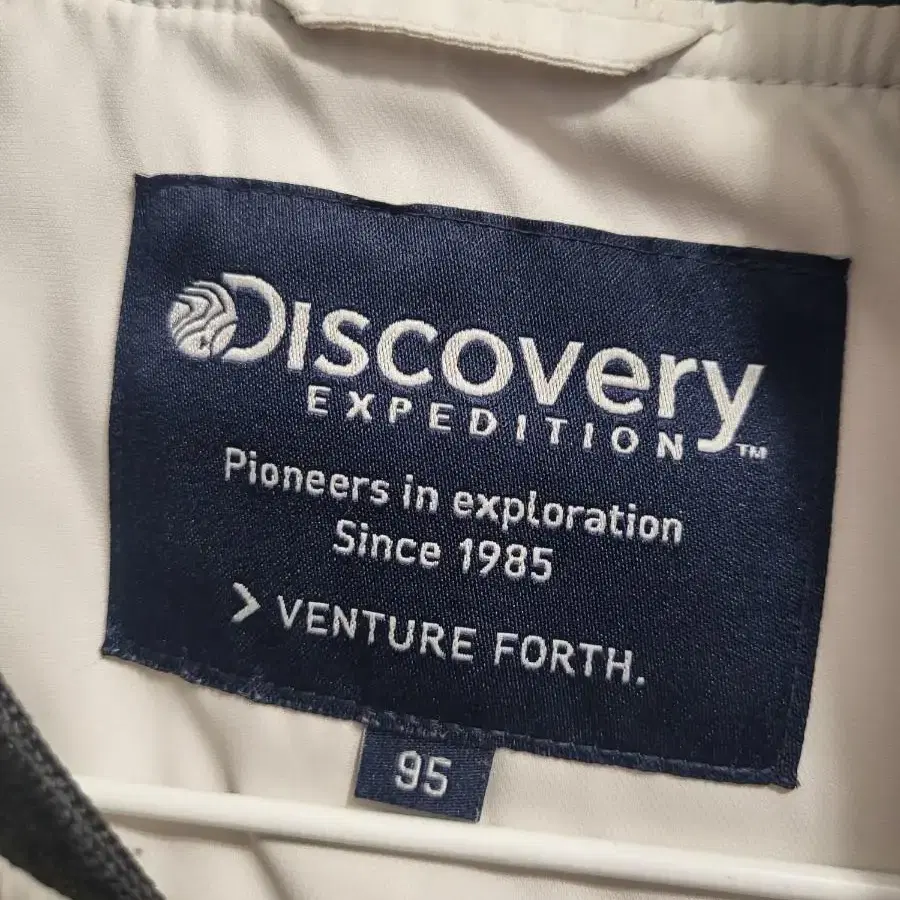 DISCOVERY
EXPEDITION™
Pioneers in exploration
Since 1985
> VENTURE FORTH.
95